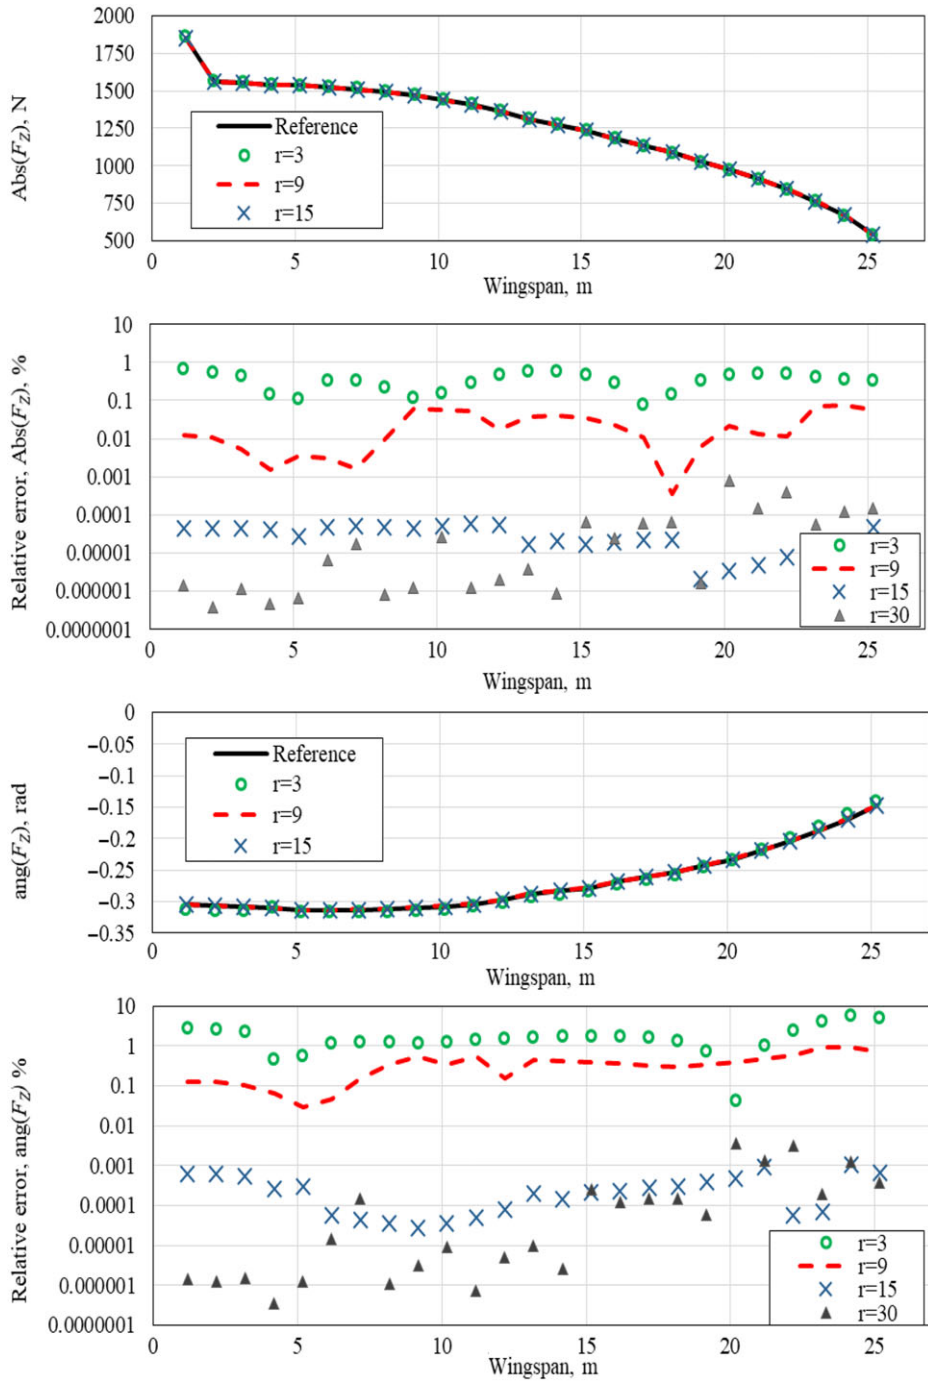 2000
1750
1500
1250
1000
750
500
Abs(F_Z), N
Reference
r=3
r=9
r=15
0 5 10 15 20 25
Wingspan, m
10
1
0.1
0.01
0.001
0.0001
0.00001
0.000001
0.0000001
Relative error, Abs(F_Z), %
r=3
r=9
r=15
r=30
0 5 10 15 20 25
Wingspan, m
0
−0.05
−0.1
−0.15
−0.2
−0.25
−0.3
−0.35
ang(F_Z), rad
Reference
r=3
r=9
r=15
0 5 10 15 20 25
Wingspan, m
10
1
0.1
0.01
0.001
0.0001
0.00001
0.000001
0.0000001
Relative error, ang(F_Z) %
r=3
r=9
r=15
r=30
0 5 10 15 20 25
Wingspan, m